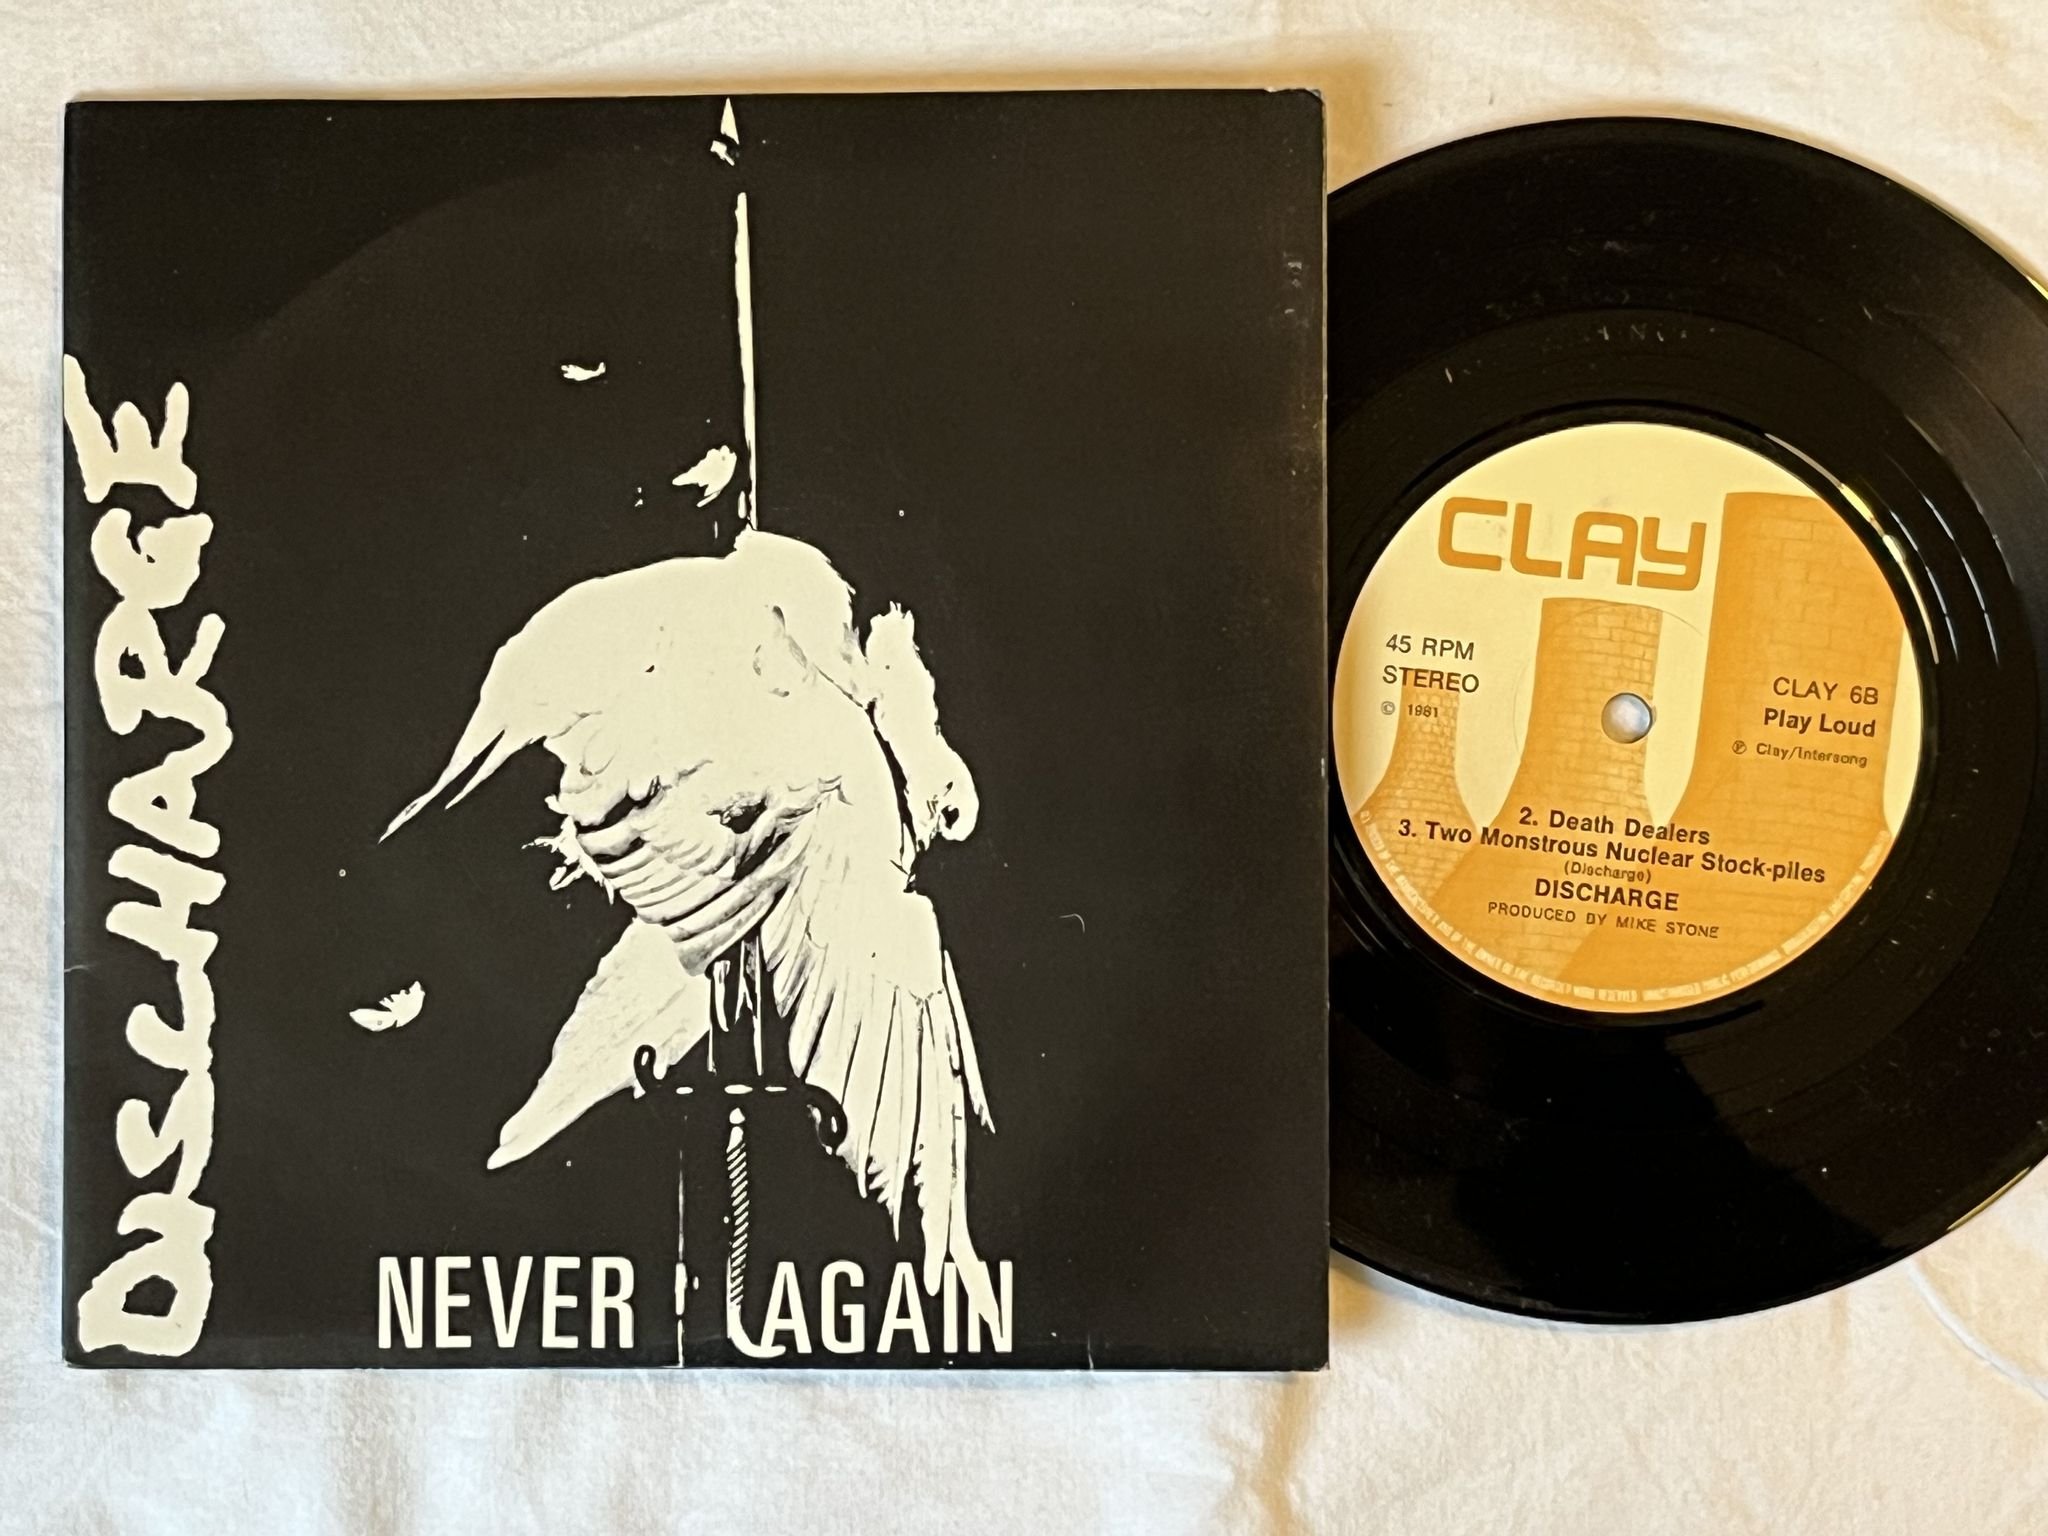 DISCHARGE
NEVER AGAIN
CLAY
45 RPM
STEREO
© 1981
CLAY 6B
Play Loud
℗ Clay/Intersong
2. Death Dealers
3. Two Monstrous Nuclear Stock-piles
(Discharge)
DISCHARGE
PRODUCED BY MIKE STONE